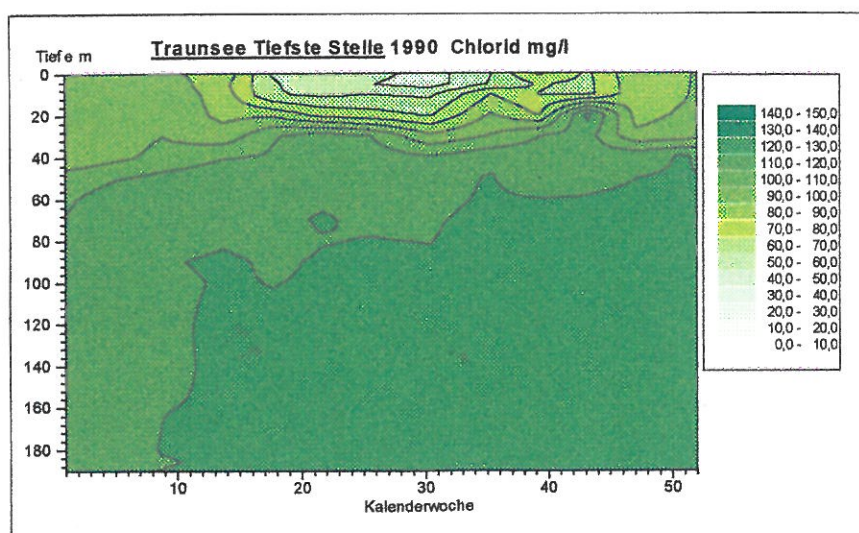 Traunsee Tiefste Stelle 1990 Chlorid mg/l
Tiefe m
0
20
40
60
80
100
120
140
160
180
10
20
30
40
50
Kalenderwoche
140,0 - 150,0
130,0 - 140,0
120,0 - 130,0
110,0 - 120,0
100,0 - 110,0
90,0 - 100,0
80,0 - 90,0
70,0 - 80,0
60,0 - 70,0
50,0 - 60,0
40,0 - 50,0
30,0 - 40,0
20,0 - 30,0
10,0 - 20,0
0,0 - 10,0